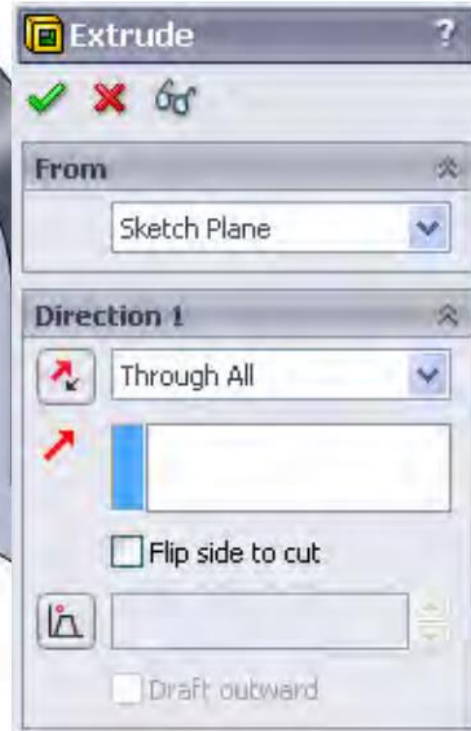 Extrude ?
From
Sketch Plane
Direction 1
Through All
Flip side to cut
Draft outward